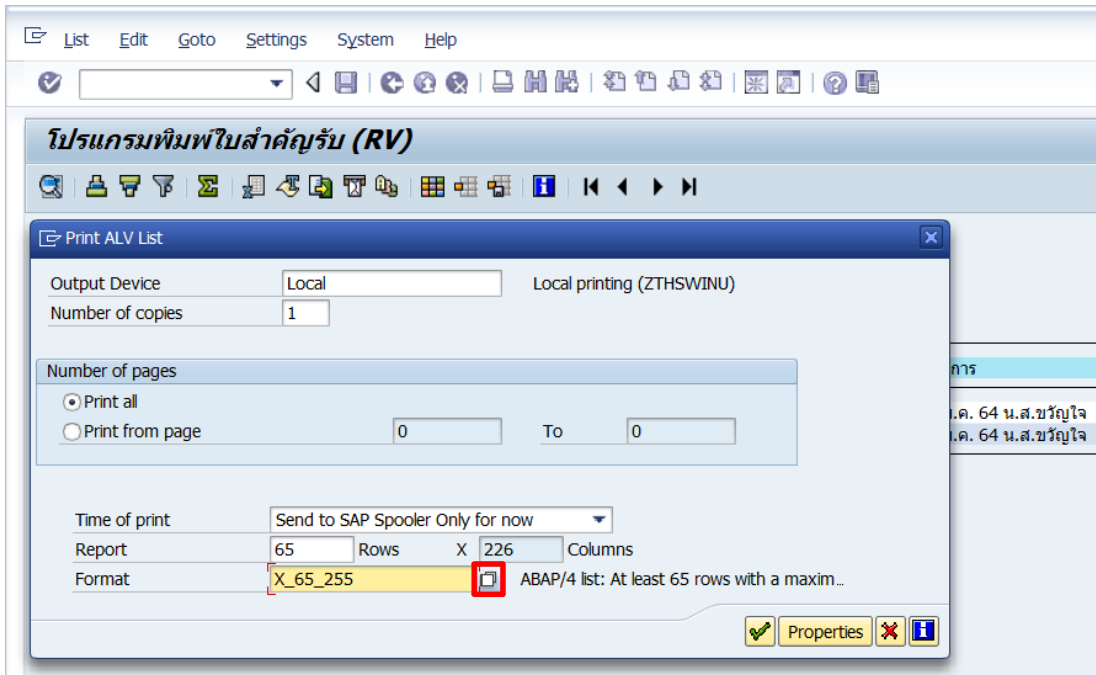 List Edit Goto Settings System Help
โปรแกรมพิมพ์ใบสำคัญรับ (RV)
Print ALV List
Output Device Local Local printing (ZTHSWINU)
Number of copies 1
Number of pages
การ
Print all
.ค. 64 น.ส.ขวัญใจ
Print from page 0 To 0
.ค. 64 น.ส.ขวัญใจ
Time of print Send to SAP Spooler Only for now
Report 65 Rows X 226 Columns
Format X_65_255 ABAP/4 list: At least 65 rows with a maxim...
Properties